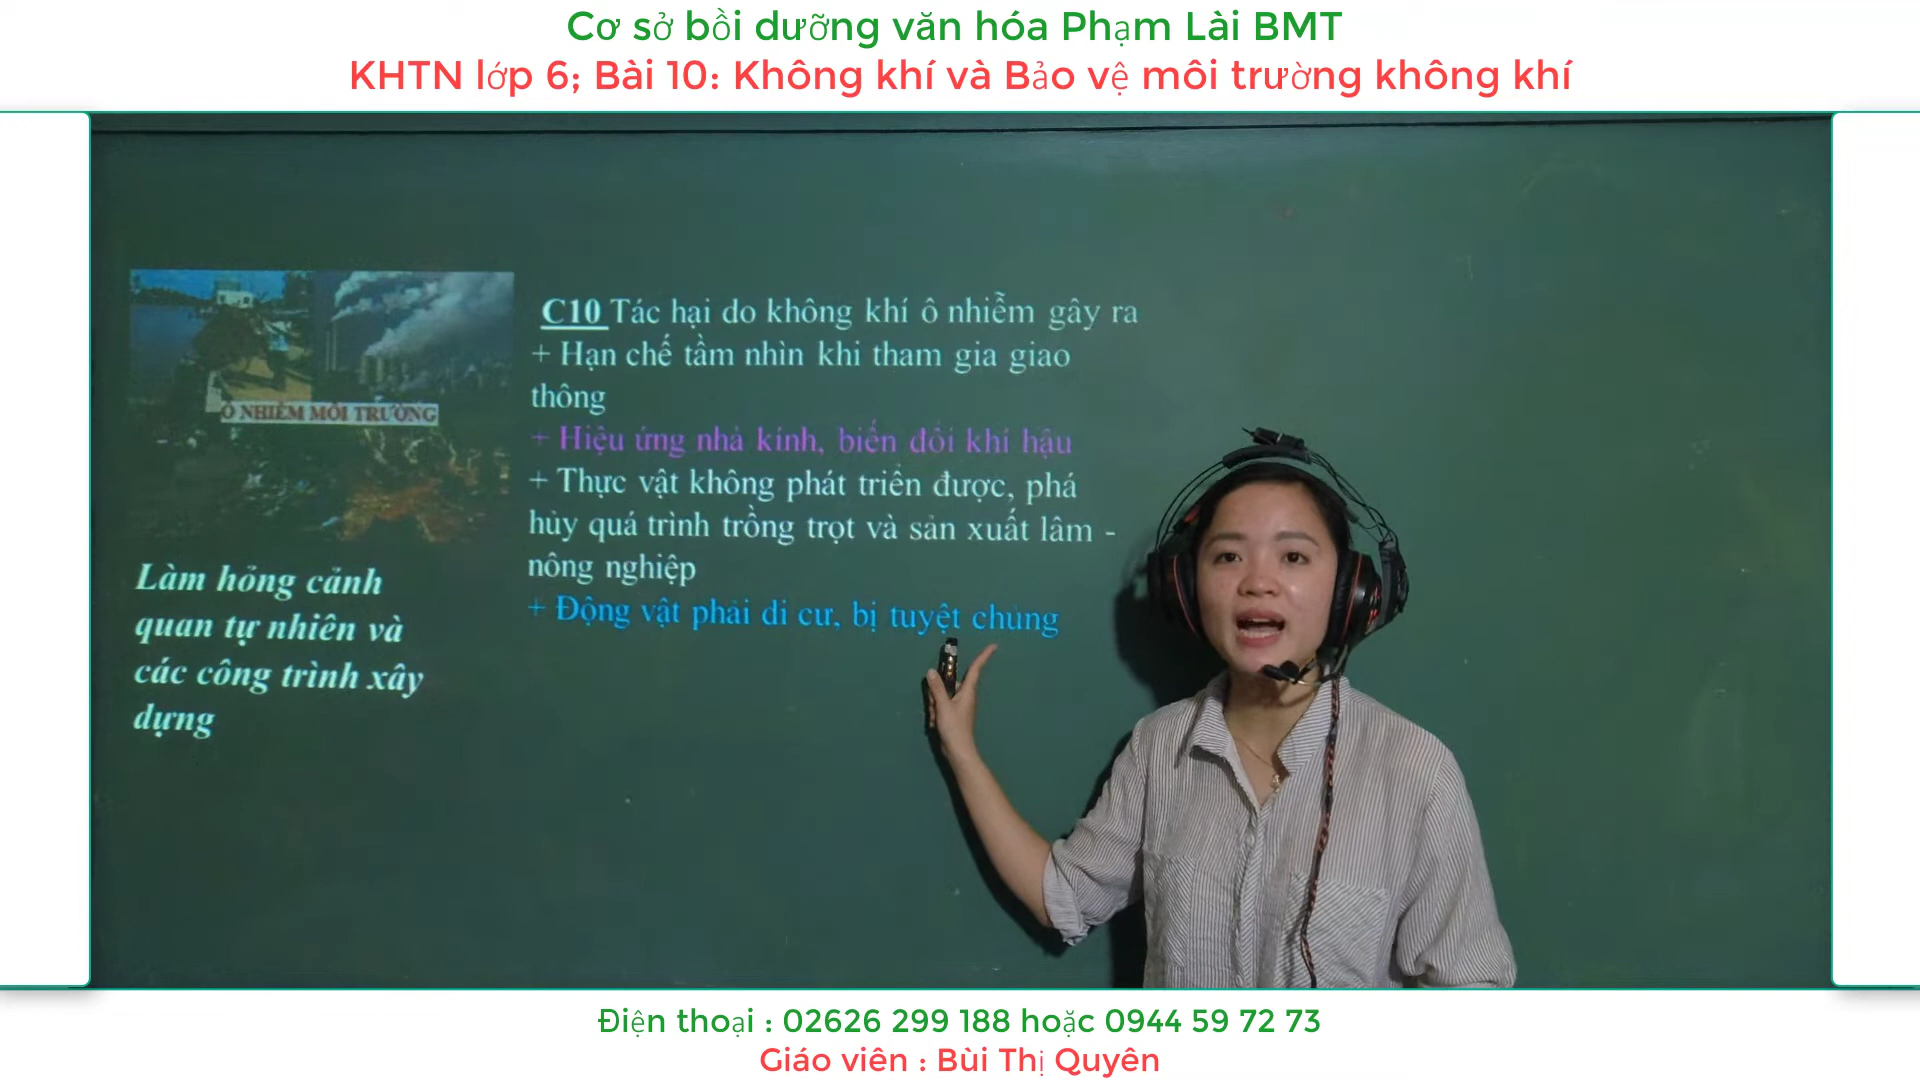 Cơ sở bồi dưỡng văn hóa Phạm Lài BMT
KHTN lớp 6; Bài 10: Không khí và Bảo vệ môi trường không khí
Ô NHIỄM MÔI TRƯỜNG
Làm hỏng cảnh
quan tự nhiên và
các công trình xây
dựng
C10 Tác hại do không khí ô nhiễm gây ra
+ Hạn chế tầm nhìn khi tham gia giao
thông
+ Hiệu ứng nhà kính, biến đổi khí hậu
+ Thực vật không phát triển được, phá
hủy quá trình trồng trọt và sản xuất lâm -
nông nghiệp
+ Động vật phải di cư, bị tuyệt chủng
Điện thoại : 02626 299 188 hoặc 0944 59 72 73
Giáo viên : Bùi Thị Quyên